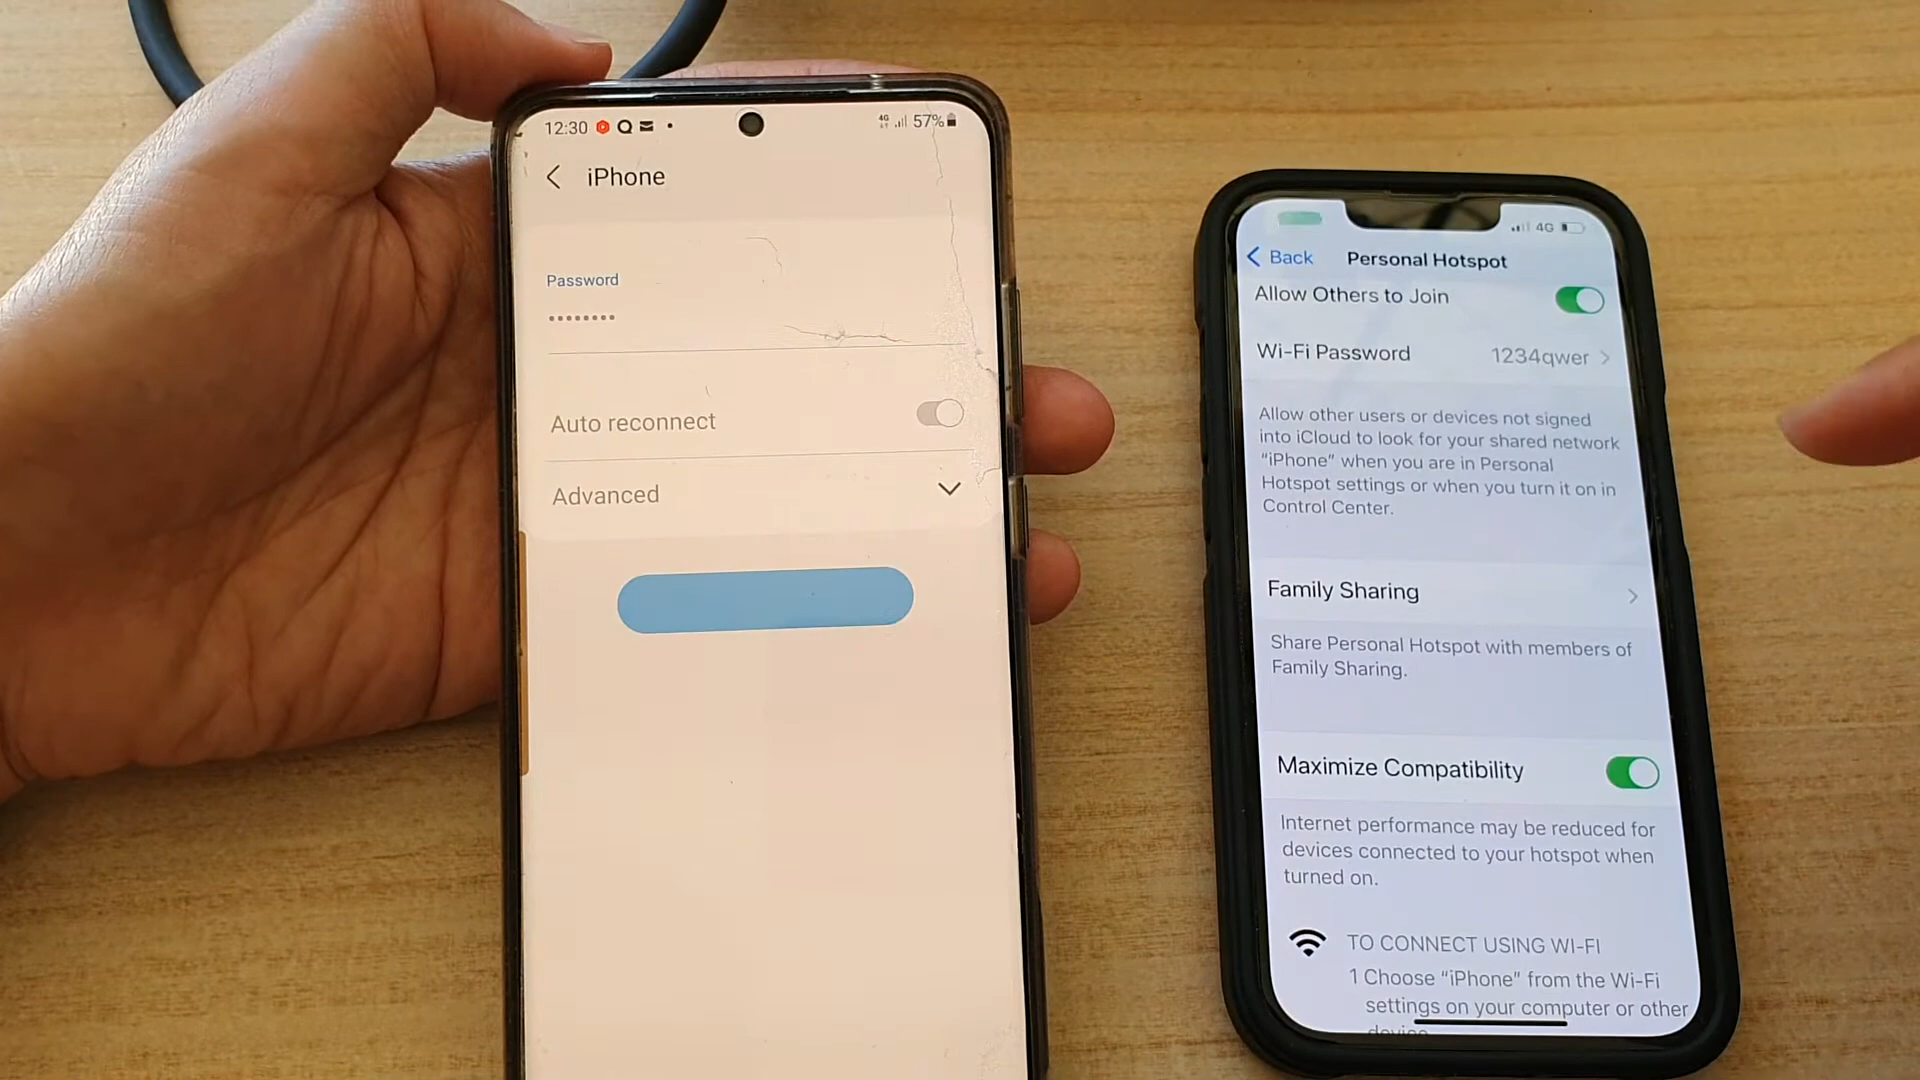 12:30
4G 57%
iPhone
Password
••••••••
Auto reconnect
Advanced
4G
Back Personal Hotspot
Allow Others to Join
Wi-Fi Password 1234qwer
Allow other users or devices not signed
into iCloud to look for your shared network
“iPhone” when you are in Personal
Hotspot settings or when you turn it on in
Control Center.
Family Sharing
Share Personal Hotspot with members of
Family Sharing.
Maximize Compatibility
Internet performance may be reduced for
devices connected to your hotspot when
turned on.
TO CONNECT USING WI-FI
1 Choose “iPhone” from the Wi-Fi
settings on your computer or other
device.